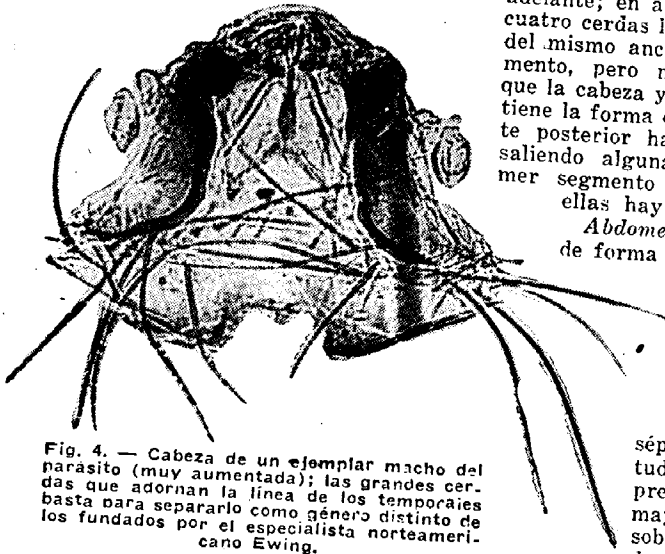 adelante; en a
cuatro cerdas l
del mismo anc
mento, pero n
que la cabeza y
tiene la forma
te posterior ha
saliendo alguna
mer segmento
ellas hay
Abdome
de forma
Fig. 4. — Cabeza de un ejemplar macho del
parásito (muy aumentada); las grandes cer-
das que adornan la línea de los temporales
basta para separarlo como género distinto de
los fundados por el especialista norteameri-
cano Ewing.
sép
tud
pre
ma
sob